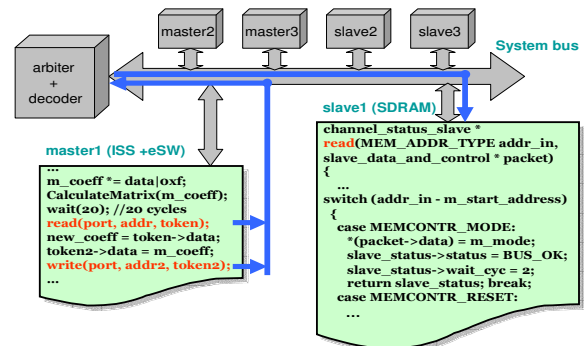 master2
master3
slave2
slave3
System bus
arbiter
+
decoder
slave1 (SDRAM)
master1 (ISS +eSW)
...
m_coeff *= data|0xf;
CalculateMatrix(m_coeff);
wait(20); //20 cycles
read(port, addr, token);
new_coeff = token->data;
token2->data = m_coeff;
write(port, addr2, token2);
...
channel_status_slave *
read(MEM_ADDR_TYPE addr_in,
slave_data_and_control * packet)
{
...
switch (addr_in - m_start_address)
{
case MEMCONTR_MODE:
*(packet->data) = m_mode;
slave_status->status = BUS_OK;
slave_status->wait_cyc = 2;
return slave_status; break;
case MEMCONTR_RESET:
...